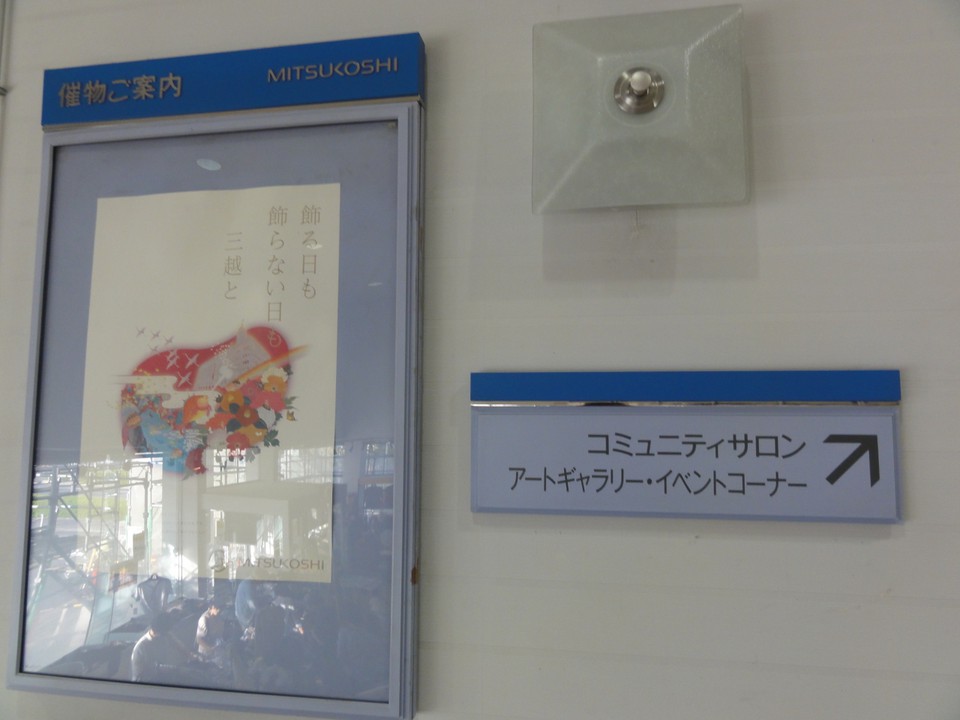 催物ご案内
MITSUKOSHI
飾る日も
飾らない日も
三越と
MITSUKOSHI
コミュニティサロン
アートギャラリー・イベントコーナー